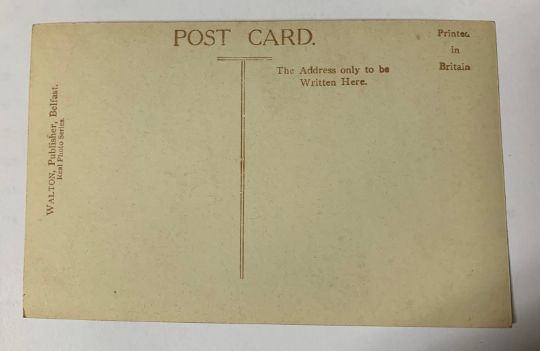 POST CARD.
Printed
in
Britain
The Address only to be
Written Here.
WALTON, Publisher, Belfast.
Real Photo Series.